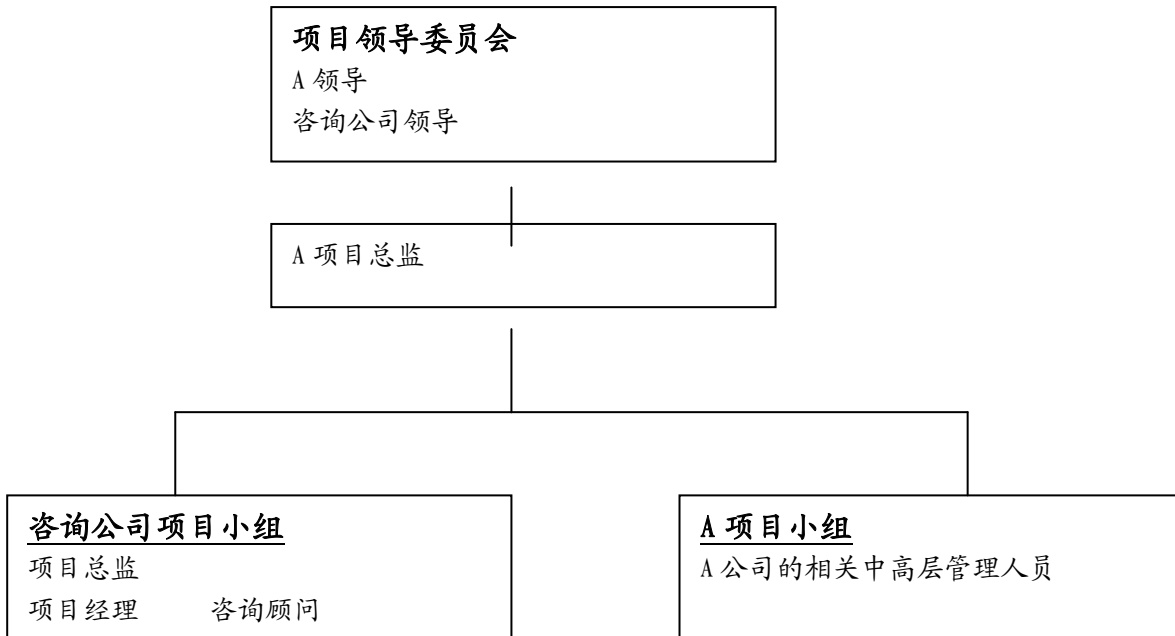 项目领导委员会
A 领导
咨询公司领导
A 项目总监
咨询公司项目小组
项目总监
项目经理 咨询顾问
A 项目小组
A 公司的相关中高层管理人员